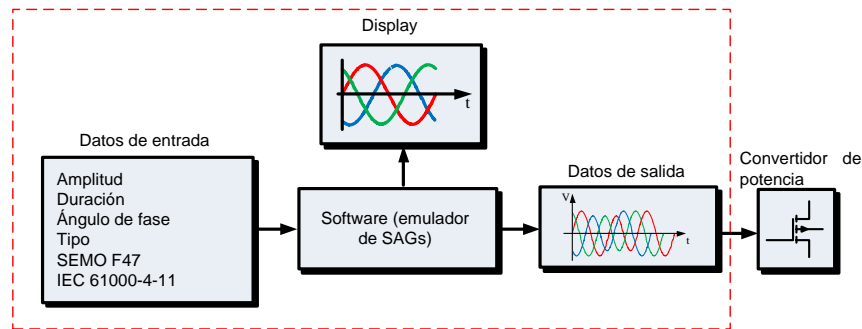 Display
t
Datos de entrada
Amplitud
Duración
Ángulo de fase
Tipo
SEMO F47
IEC 61000-4-11
Software (emulador
de SAGs)
Datos de salida
V
t
Convertidor de
potencia